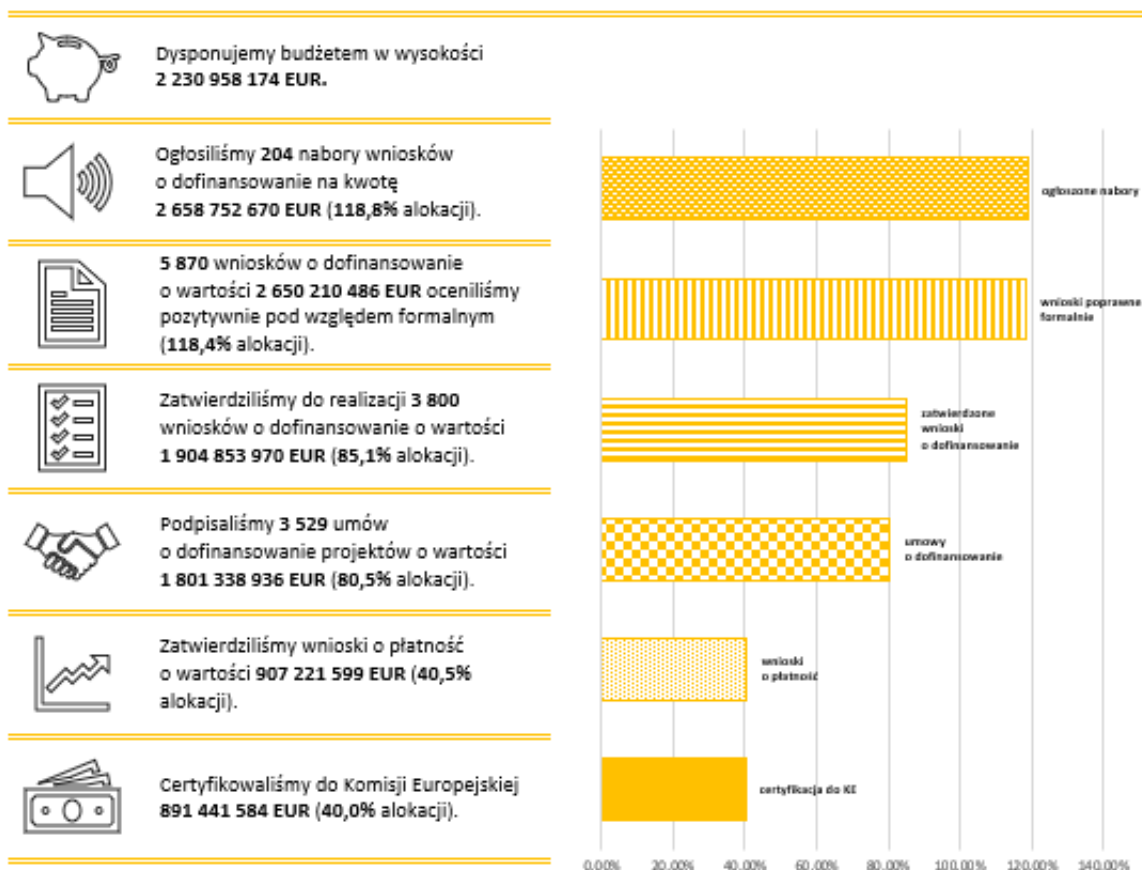 Dysponujemy budżetem w wysokości
2 230 958 174 EUR.
Ogłosiliśmy 204 nabory wniosków
o dofinansowanie na kwotę
2 658 752 670 EUR (118,8% alokacji).
5 870 wniosków o dofinansowanie
o wartości 2 650 210 486 EUR oceniliśmy
pozytywnie pod względem formalnym
(118,4% alokacji).
Zatwierdziliśmy do realizacji 3 800
wniosków o dofinansowanie o wartości
1 904 853 970 EUR (85,1% alokacji).
Podpisaliśmy 3 529 umów
o dofinansowanie projektów o wartości
1 801 338 936 EUR (80,5% alokacji).
Zatwierdziliśmy wnioski o płatność
o wartości 907 221 599 EUR (40,5%
alokacji).
Certyfikowaliśmy do Komisji Europejskiej
891 441 584 EUR (40,0% alokacji).
ogłoszone nabory
wnioski poprawne
formalnie
zatwierdzone
wnioski
o dofinansowanie
umowy
o dofinansowanie
wnioski
o płatność
certyfikacja do KE
0.00% 20.00% 40.00% 60.00% 80.00% 100.00% 120.00% 140.00%